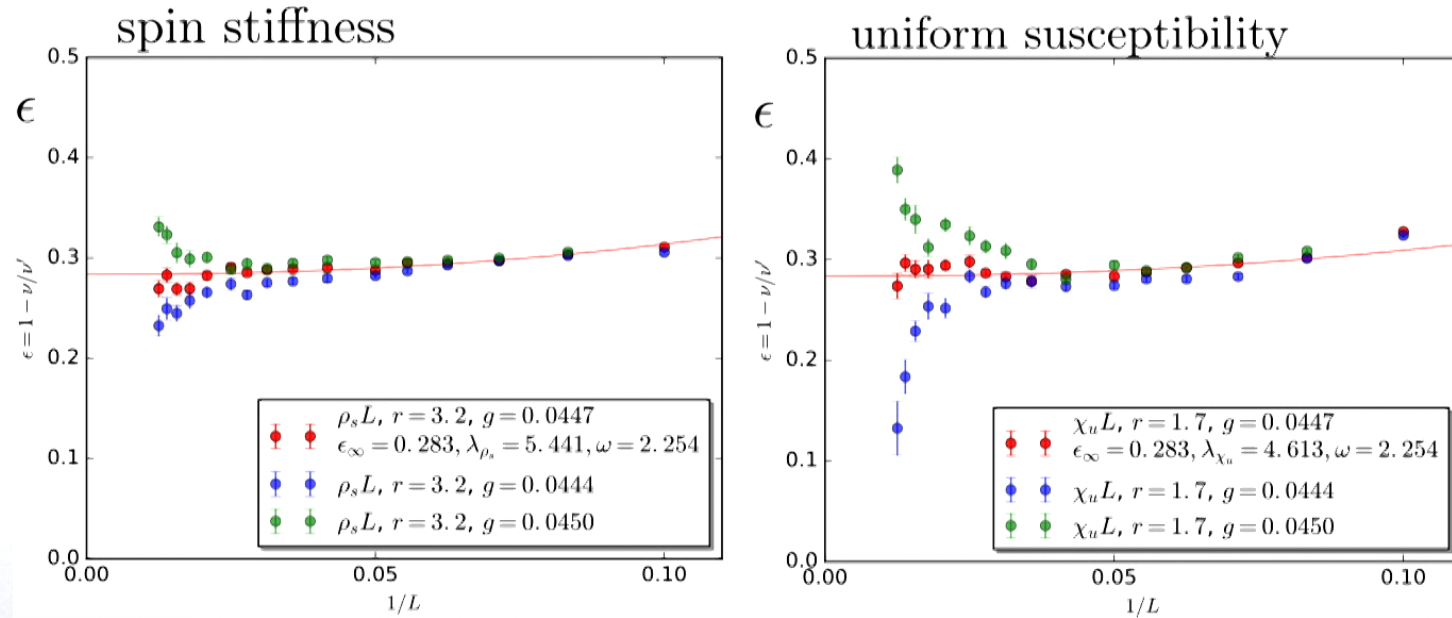 spin stiffness
ϵ
ϵ = 1 − ν/ν′
0.5
0.4
0.3
0.2
0.1
0.0
0.00
0.05
0.10
1/L
ρ_s L, r = 3.2, g = 0.0447
ϵ_∞ = 0.283, λ_{ρ_s} = 5.441, ω = 2.254
ρ_s L, r = 3.2, g = 0.0444
ρ_s L, r = 3.2, g = 0.0450
uniform susceptibility
ϵ
ϵ = 1 − ν/ν′
0.5
0.4
0.3
0.2
0.1
0.0
0.00
0.05
0.10
1/L
χ_u L, r = 1.7, g = 0.0447
ϵ_∞ = 0.283, λ_{χ_u} = 4.613, ω = 2.254
χ_u L, r = 1.7, g = 0.0444
χ_u L, r = 1.7, g = 0.0450